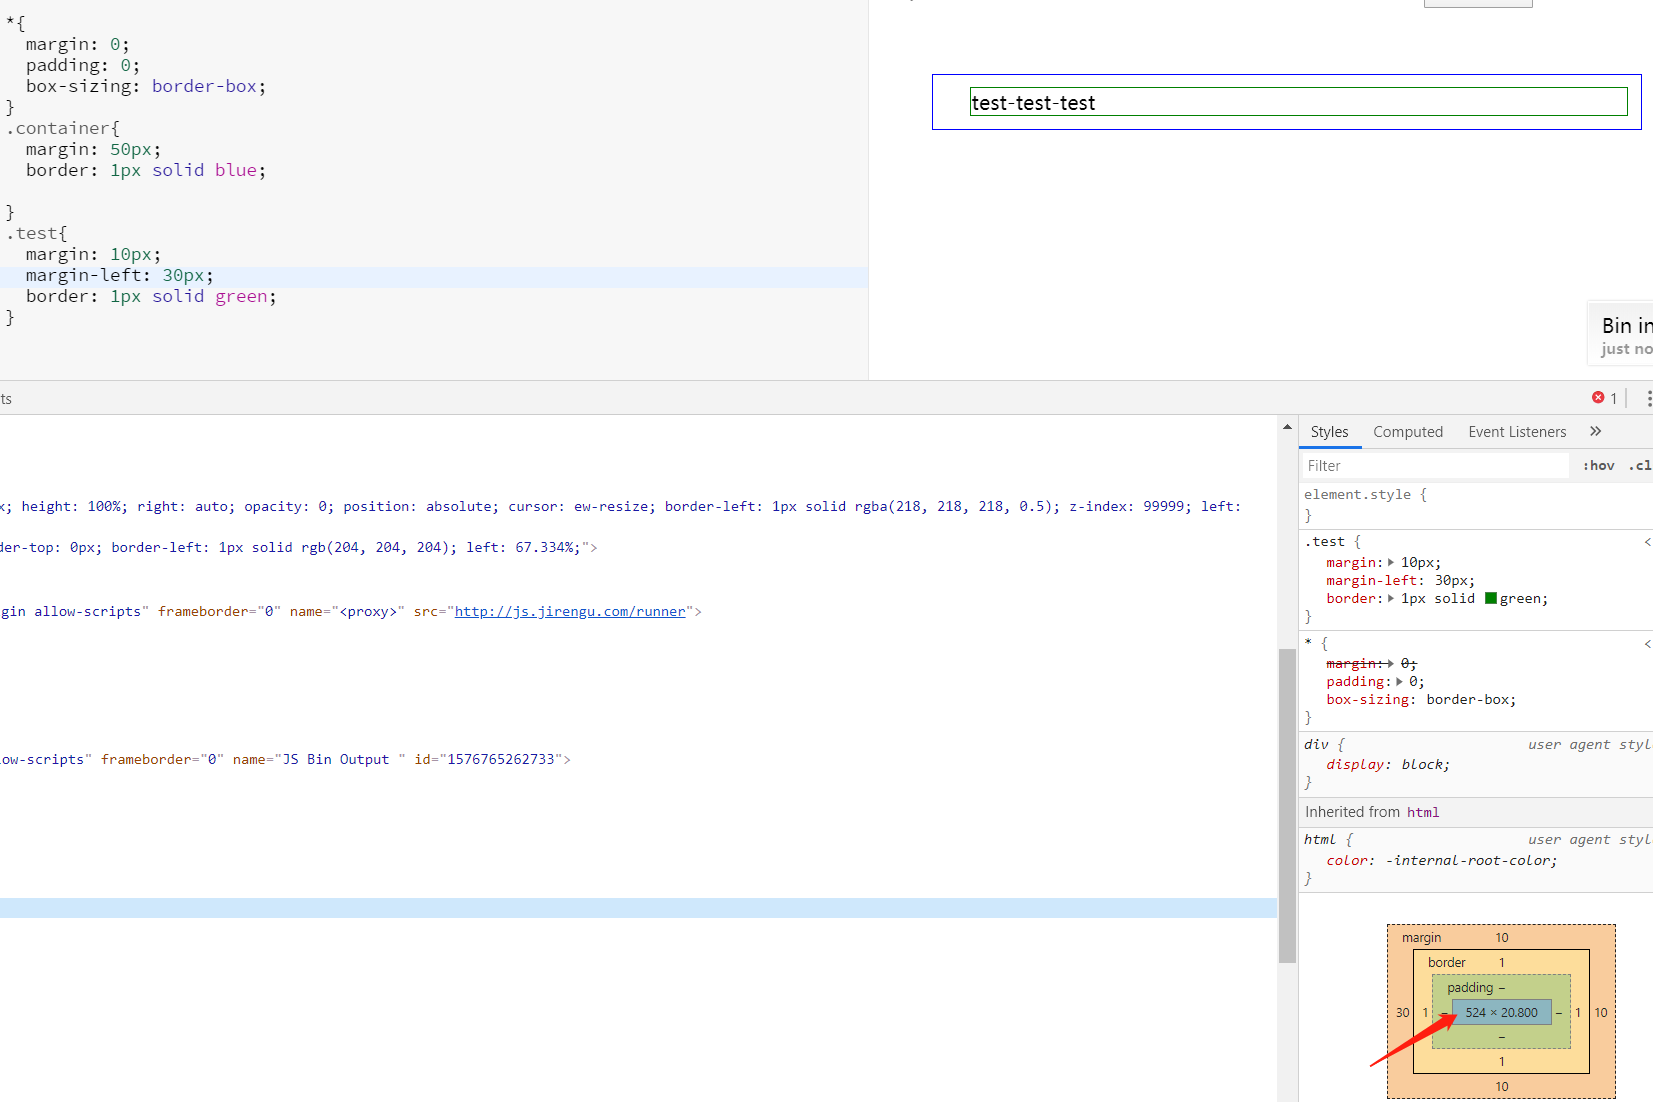 *{
margin: 0;
padding: 0;
box-sizing: border-box;
}
.container{
margin: 50px;
border: 1px solid blue;
}
.test{
margin: 10px;
margin-left: 30px;
border: 1px solid green;
}
test-test-test
Bin in
just no
ts
1
x; height: 100%; right: auto; opacity: 0; position: absolute; cursor: ew-resize; border-left: 1px solid rgba(218, 218, 218, 0.5); z-index: 99999; left:
der-top: 0px; border-left: 1px solid rgb(204, 204, 204); left: 67.334%;">
gin allow-scripts" frameborder="0" name="<proxy>" src="http://js.jirengu.com/runner">
low-scripts" frameborder="0" name="JS Bin Output " id="1576765262733">
Styles Computed Event Listeners »
Filter :hov .cl
element.style {
}
.test { <
margin: 10px;
margin-left: 30px;
border: 1px solid green;
}
* { <
margin: 0;
padding: 0;
box-sizing: border-box;
}
div { user agent styl
display: block;
}
Inherited from html
html { user agent styl
color: -internal-root-color;
}
margin 10
border 1
padding –
30 1 – 524 × 20.800 – 1 10
–
1
10